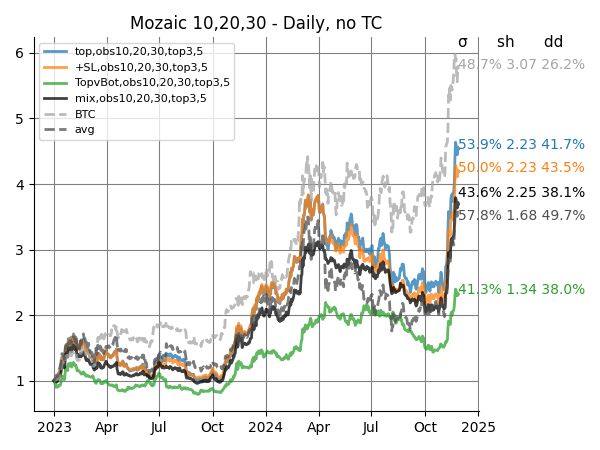 Mozaic 10,20,30 - Daily, no TC
σ sh dd
top,obs10,20,30,top3,5
+SL,obs10,20,30,top3,5
TopvBot,obs10,20,30,top3,5
mix,obs10,20,30,top3,5
BTC
avg
48.7% 3.07 26.2%
53.9% 2.23 41.7%
50.0% 2.23 43.5%
43.6% 2.25 38.1%
57.8% 1.68 49.7%
41.3% 1.34 38.0%
6
5
4
3
2
1
2023 Apr Jul Oct 2024 Apr Jul Oct 2025